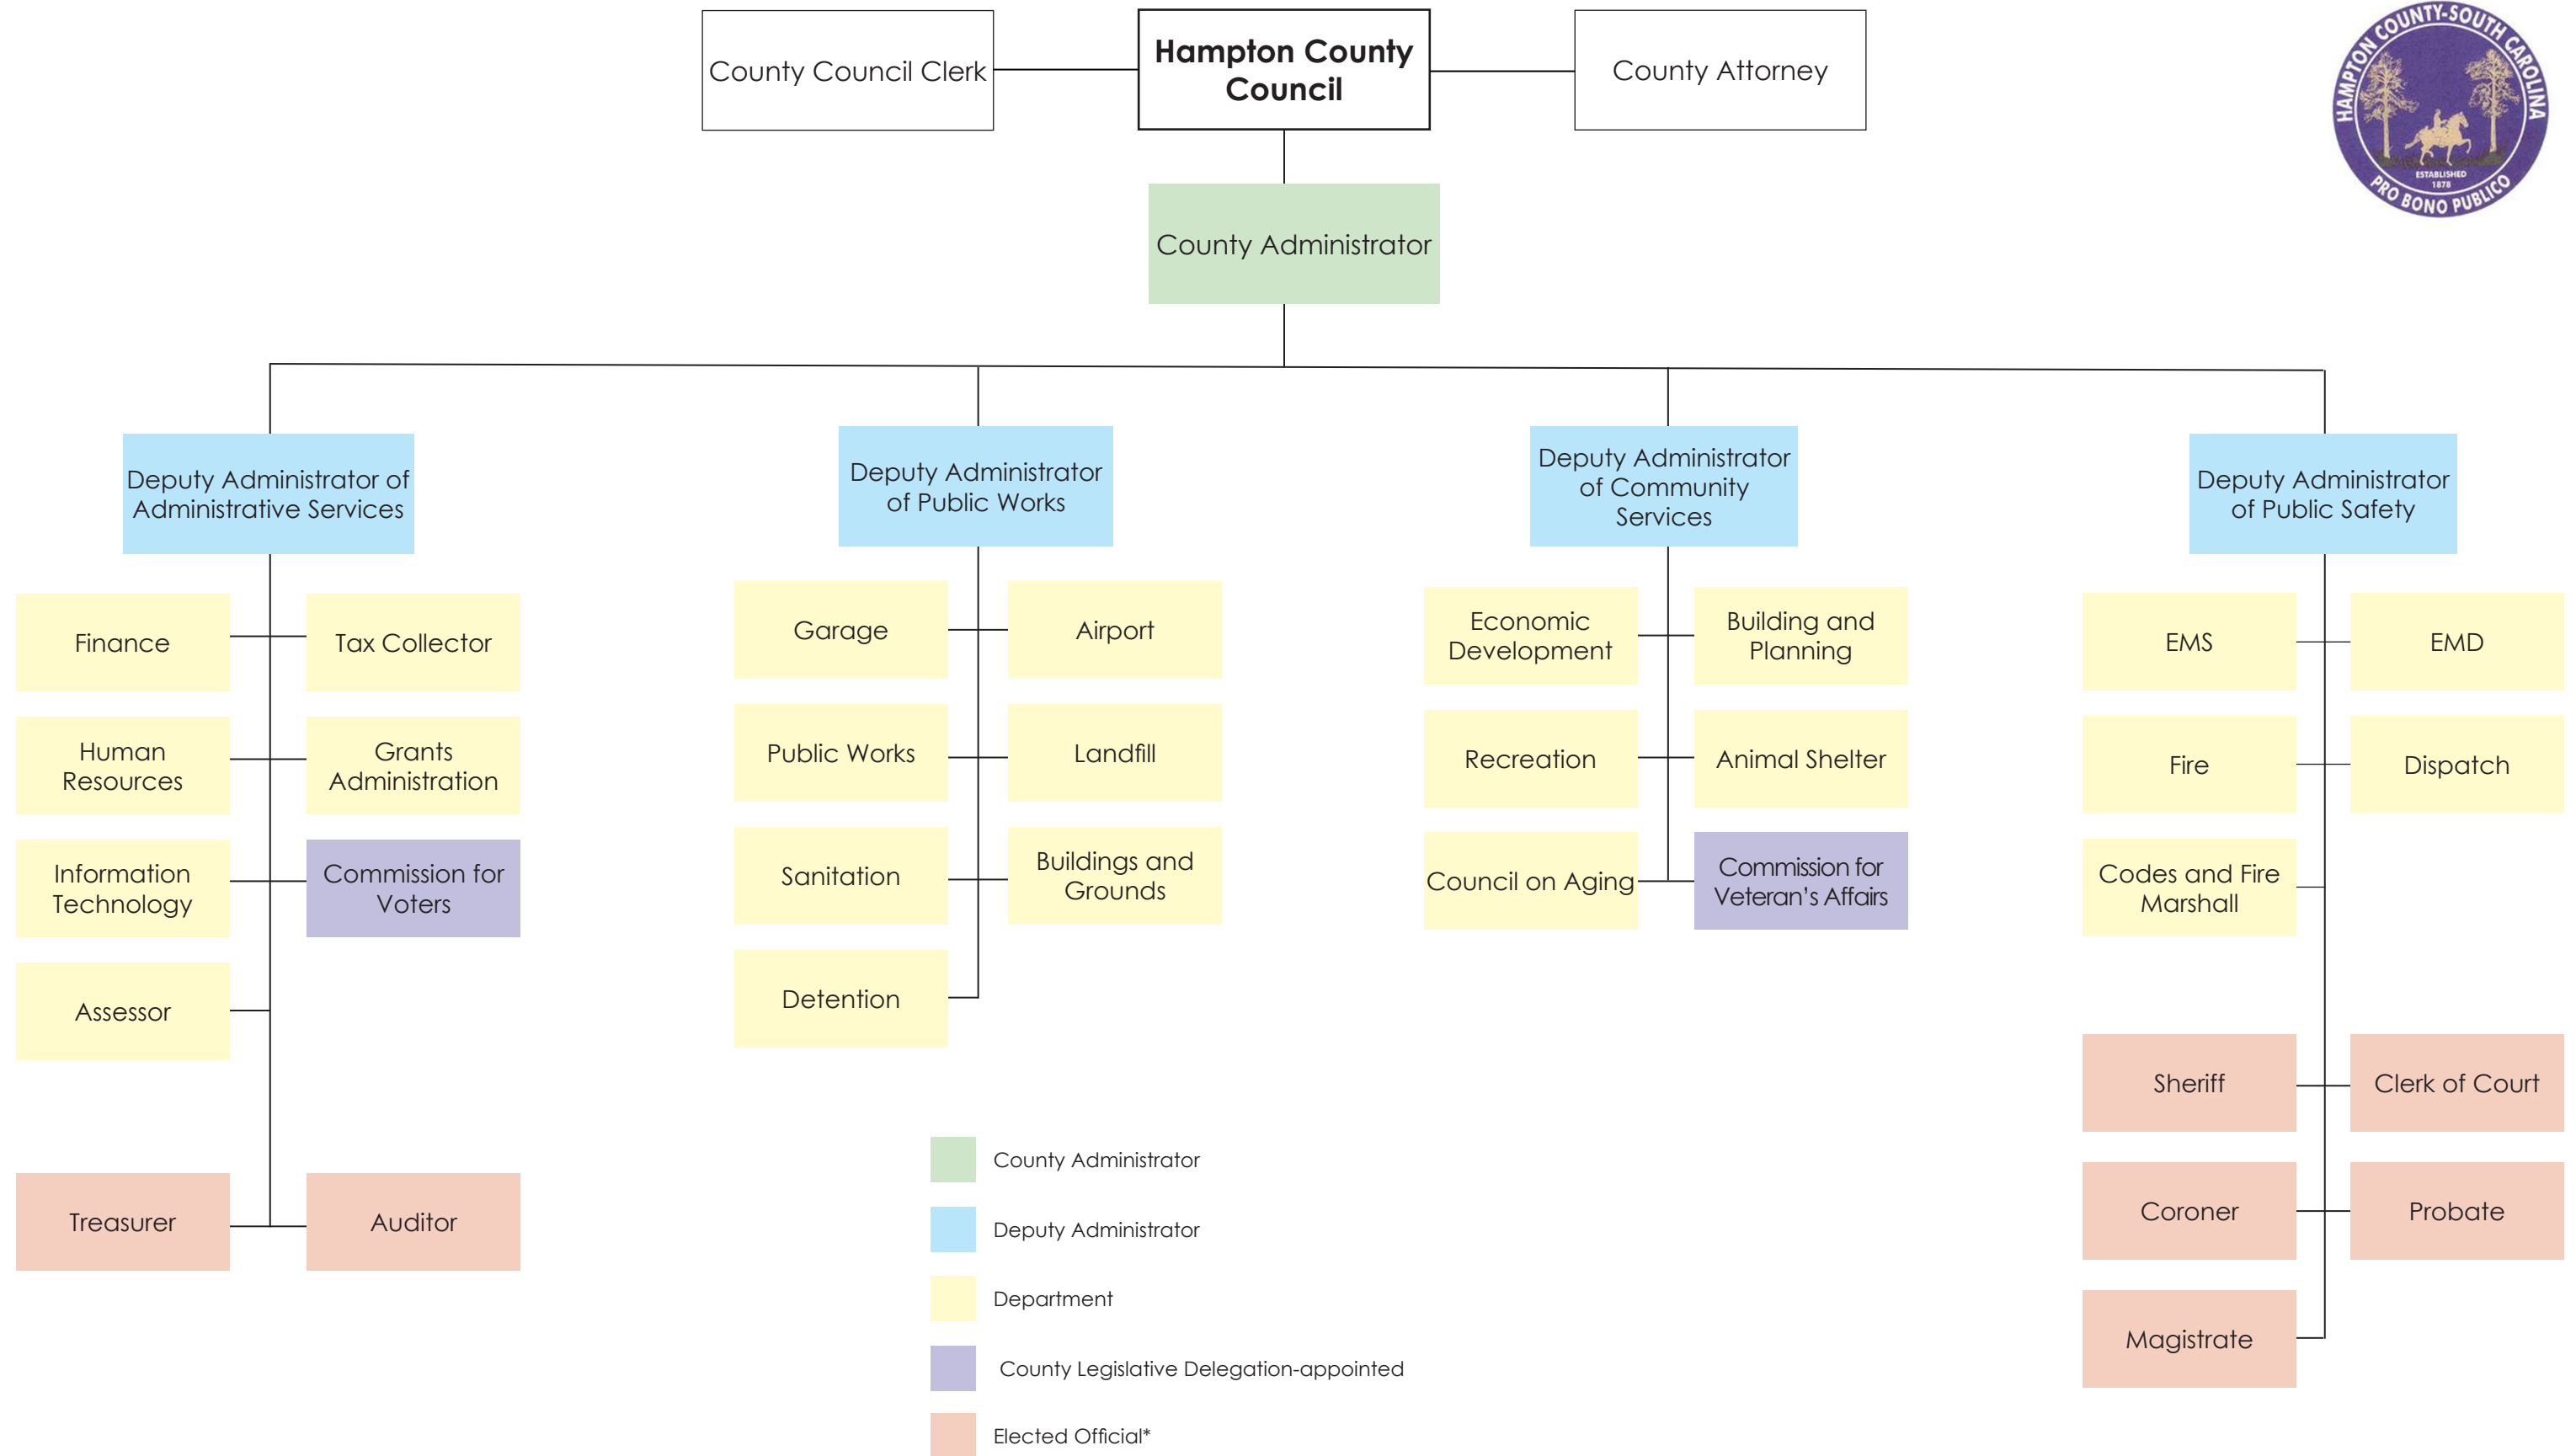 County Council Clerk
Hampton County
Council
County Attorney
HAMPTON COUNTY-SOUTH CAROLINA
ESTABLISHED
1878
PRO BONO PUBLICO
County Administrator
Deputy Administrator of
Administrative Services
Deputy Administrator
of Public Works
Deputy Administrator
of Community
Services
Deputy Administrator
of Public Safety
Finance
Tax Collector
Human
Resources
Grants
Administration
Information
Technology
Commission for
Voters
Assessor
Treasurer
Auditor
Garage
Airport
Public Works
Landfill
Sanitation
Buildings and
Grounds
Detention
Economic
Development
Building and
Planning
Recreation
Animal Shelter
Council on Aging
Commission for
Veteran's Affairs
EMS
EMD
Fire
Dispatch
Codes and Fire
Marshall
Sheriff
Clerk of Court
Coroner
Probate
Magistrate
County Administrator
Deputy Administrator
Department
County Legislative Delegation-appointed
Elected Official*